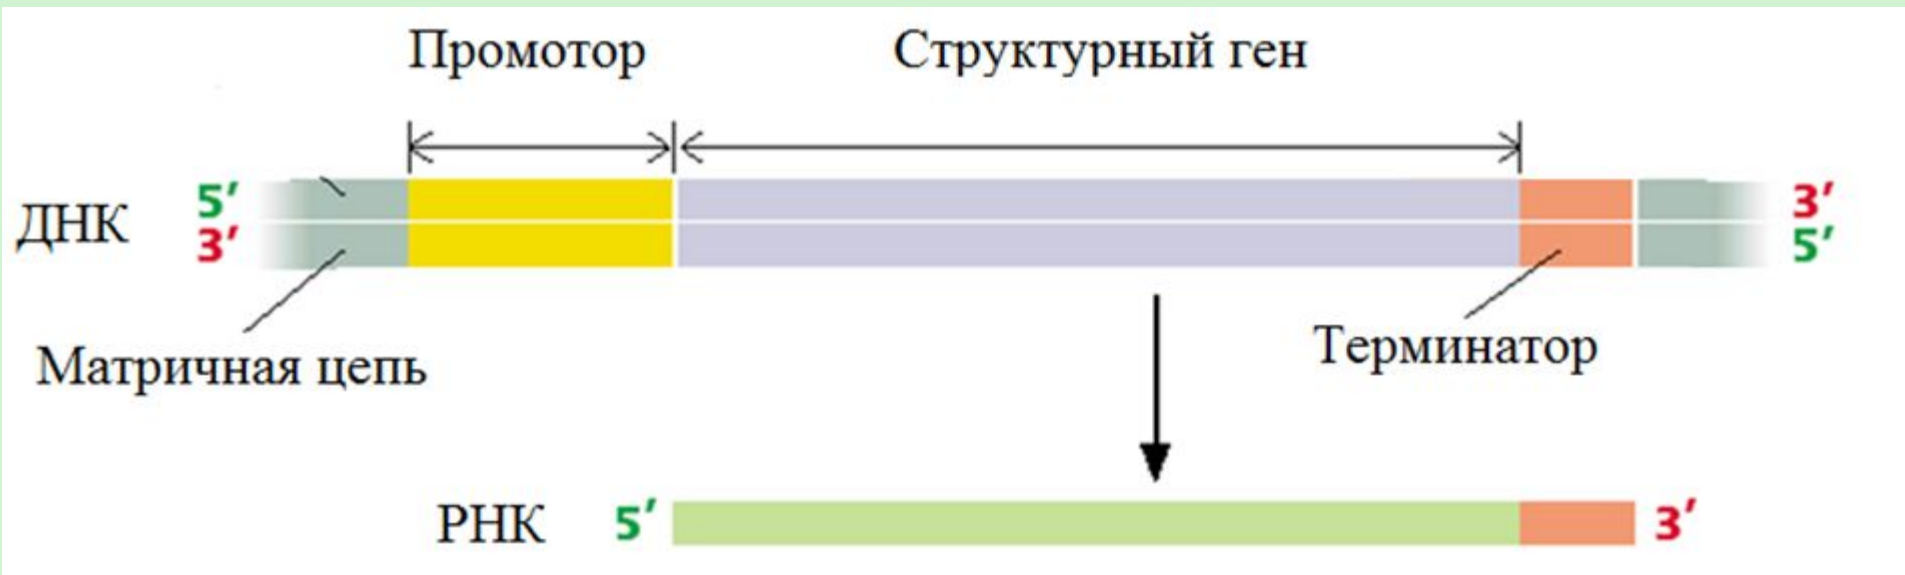 Промотор
Структурный ген
ДНК
5′
3′
3′
5′
Матричная цепь
Терминатор
РНК
5′
3′